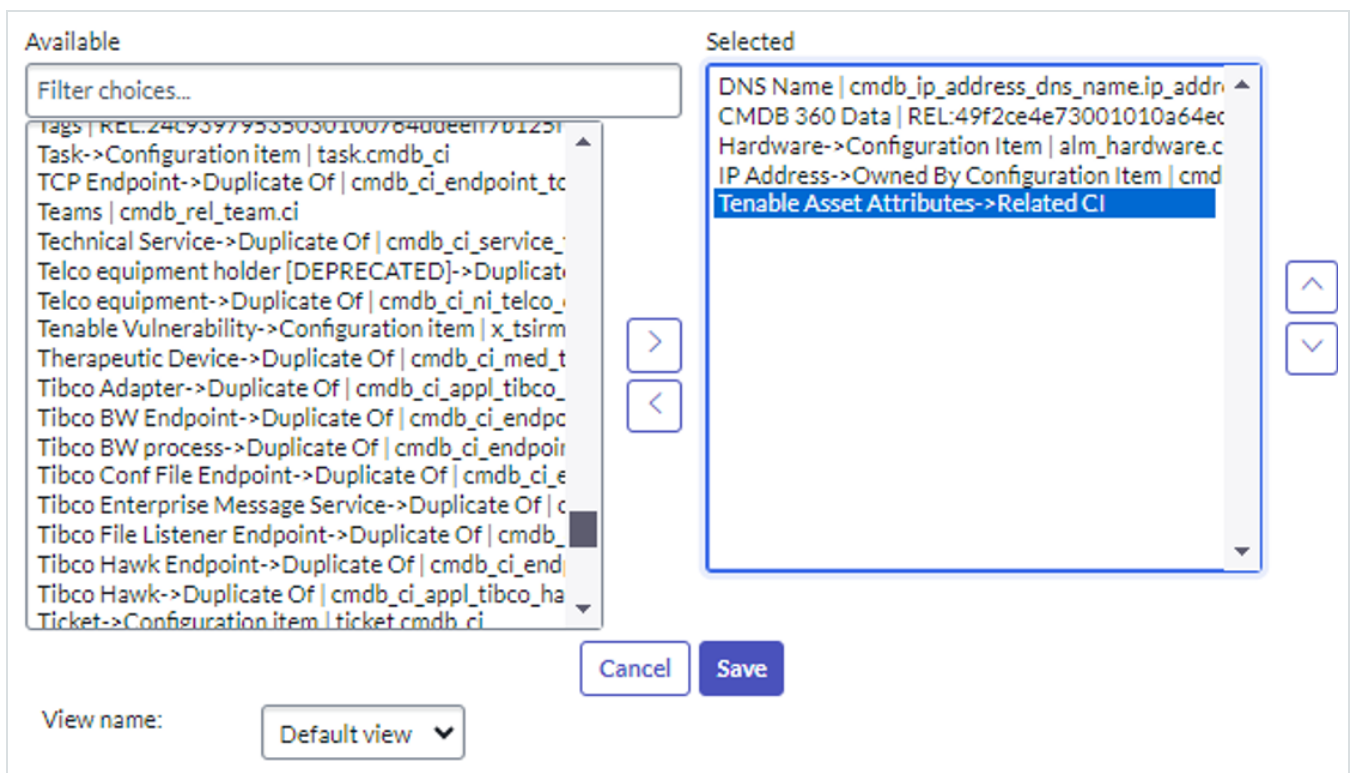 Available
Filter choices...
Task->Configuration item | task.cmdb_ci
TCP Endpoint->Duplicate Of | cmdb_ci_endpoint_tc
Teams | cmdb_rel_team.ci
Technical Service->Duplicate Of | cmdb_ci_service_
Telco equipment holder [DEPRECATED]->Duplicat
Telco equipment->Duplicate Of | cmdb_ci_ni_telco_
Tenable Vulnerability->Configuration item | x_tsirm
Therapeutic Device->Duplicate Of | cmdb_ci_med_t
Tibco Adapter->Duplicate Of | cmdb_ci_appl_tibco_
Tibco BW Endpoint->Duplicate Of | cmdb_ci_endpo
Tibco BW process->Duplicate Of | cmdb_ci_endpoin
Tibco Conf File Endpoint->Duplicate Of | cmdb_ci_e
Tibco Enterprise Message Service->Duplicate Of | c
Tibco File Listener Endpoint->Duplicate Of | cmdb_
Tibco Hawk Endpoint->Duplicate Of | cmdb_ci_end
Tibco Hawk->Duplicate Of | cmdb_ci_appl_tibco_ha
Ticket->Configuration item | ticket.cmdb_ci
Selected
DNS Name | cmdb_ip_address_dns_name.ip_addr
CMDB 360 Data | REL:49f2ce4e73001010a64ec
Hardware->Configuration Item | alm_hardware.c
IP Address->Owned By Configuration Item | cmd
Tenable Asset Attributes->Related CI
Cancel
Save
View name:
Default view